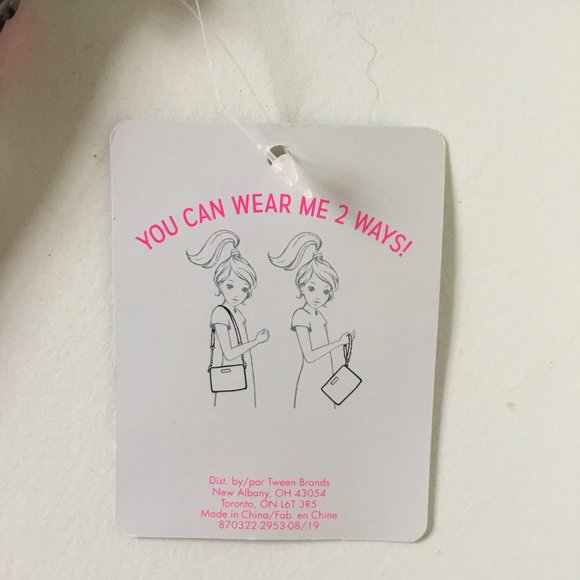 YOU CAN WEAR ME 2 WAYS!
Dist. by/par Tween Brands
New Albany, OH 43054
Toronto, ON L6T 3R5
Made in China/Fab. en Chine
870322-2953-08/19